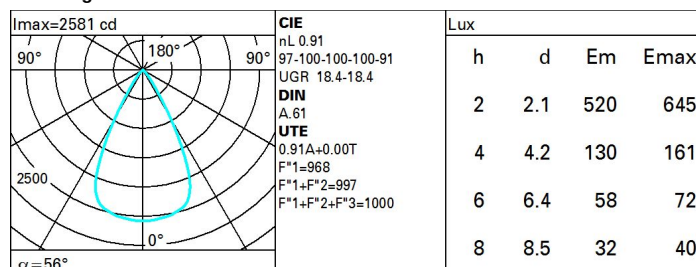 Imax=2581 cd
90°
180°
90°
2500
0°
α=56°
CIE
nL 0.91
97-100-100-100-91
UGR 18.4-18.4
DIN
A.61
UTE
0.91A+0.00T
F"1=968
F"1+F"2=997
F"1+F"2+F"3=1000
Lux
h d Em Emax
2 2.1 520 645
4 4.2 130 161
6 6.4 58 72
8 8.5 32 40